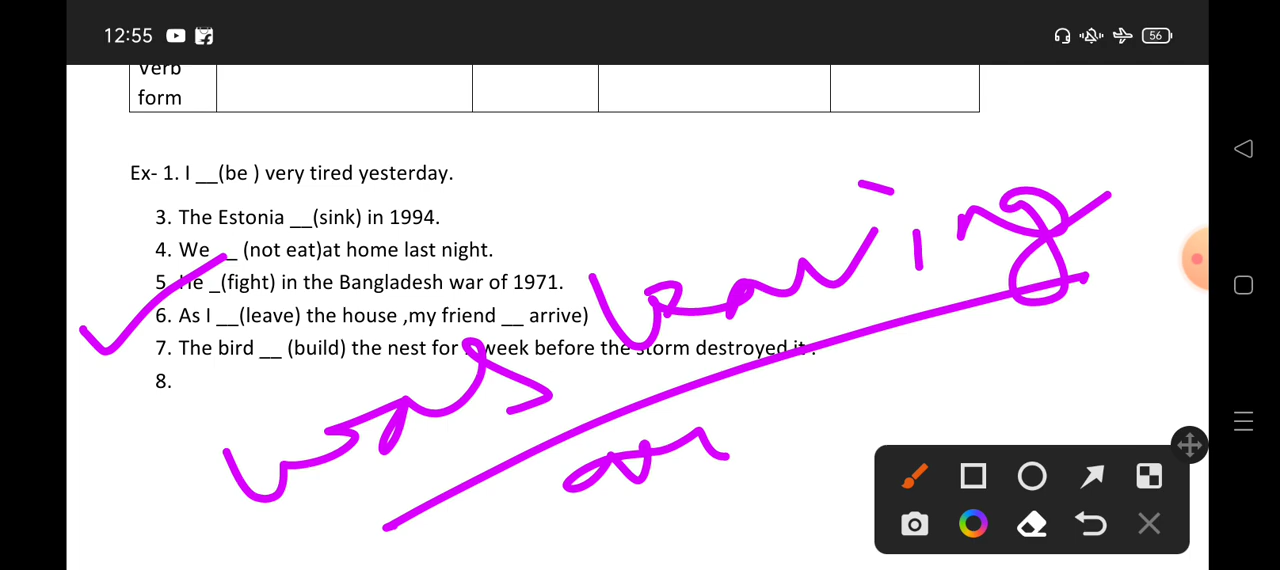 12:55
56
Verb
form
Ex- 1. I __(be ) very tired yesterday.
3. The Estonia __(sink) in 1994.
4. We __ (not eat)at home last night.
5. He _(fight) in the Bangladesh war of 1971.
6. As I __(leave) the house ,my friend __ arrive)
7. The bird __ (build) the nest for a week before the storm destroyed it .
8.
was leaving